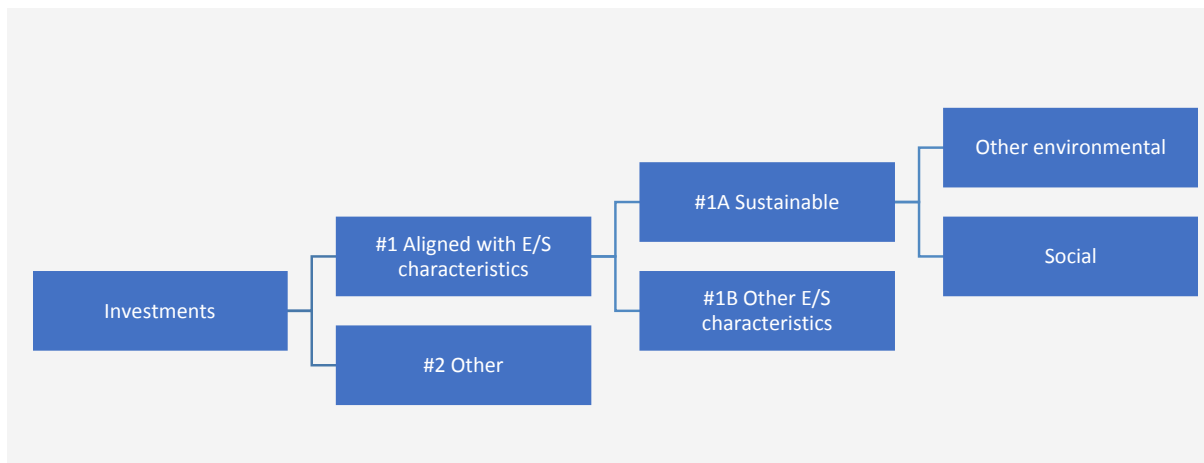 Investments
#1 Aligned with E/S
characteristics
#2 Other
#1A Sustainable
#1B Other E/S
characteristics
Other environmental
Social